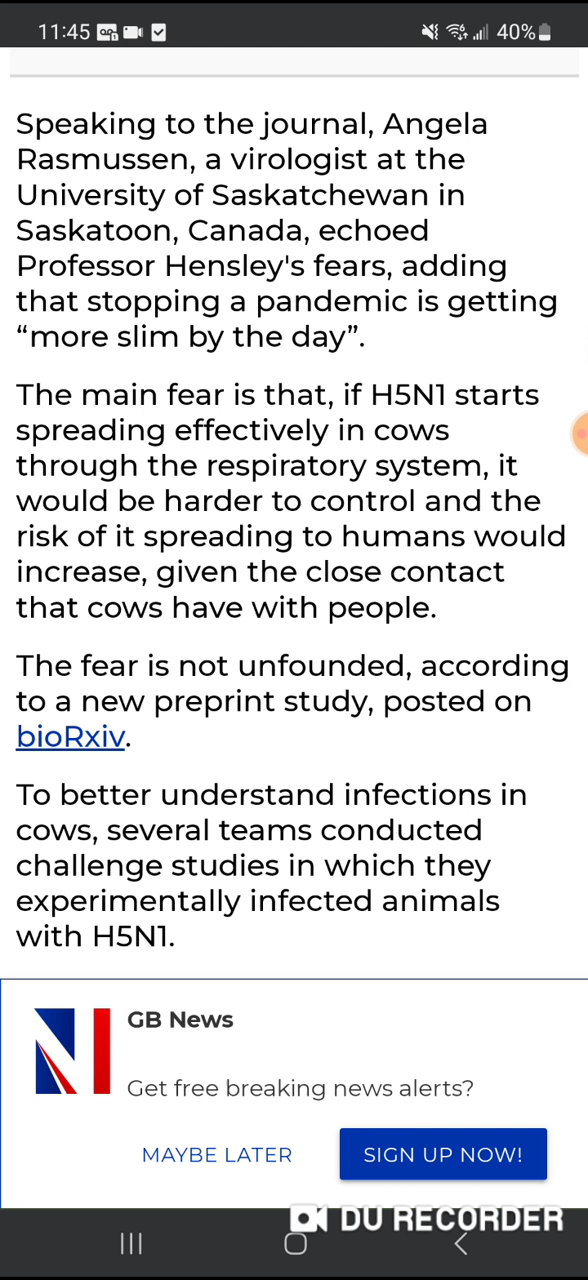 11:45
40%
Speaking to the journal, Angela
Rasmussen, a virologist at the
University of Saskatchewan in
Saskatoon, Canada, echoed
Professor Hensley's fears, adding
that stopping a pandemic is getting
“more slim by the day”.
The main fear is that, if H5N1 starts
spreading effectively in cows
through the respiratory system, it
would be harder to control and the
risk of it spreading to humans would
increase, given the close contact
that cows have with people.
The fear is not unfounded, according
to a new preprint study, posted on
bioRxiv.
To better understand infections in
cows, several teams conducted
challenge studies in which they
experimentally infected animals
with H5N1.
GB News
Get free breaking news alerts?
MAYBE LATER
SIGN UP NOW!
DU RECORDER